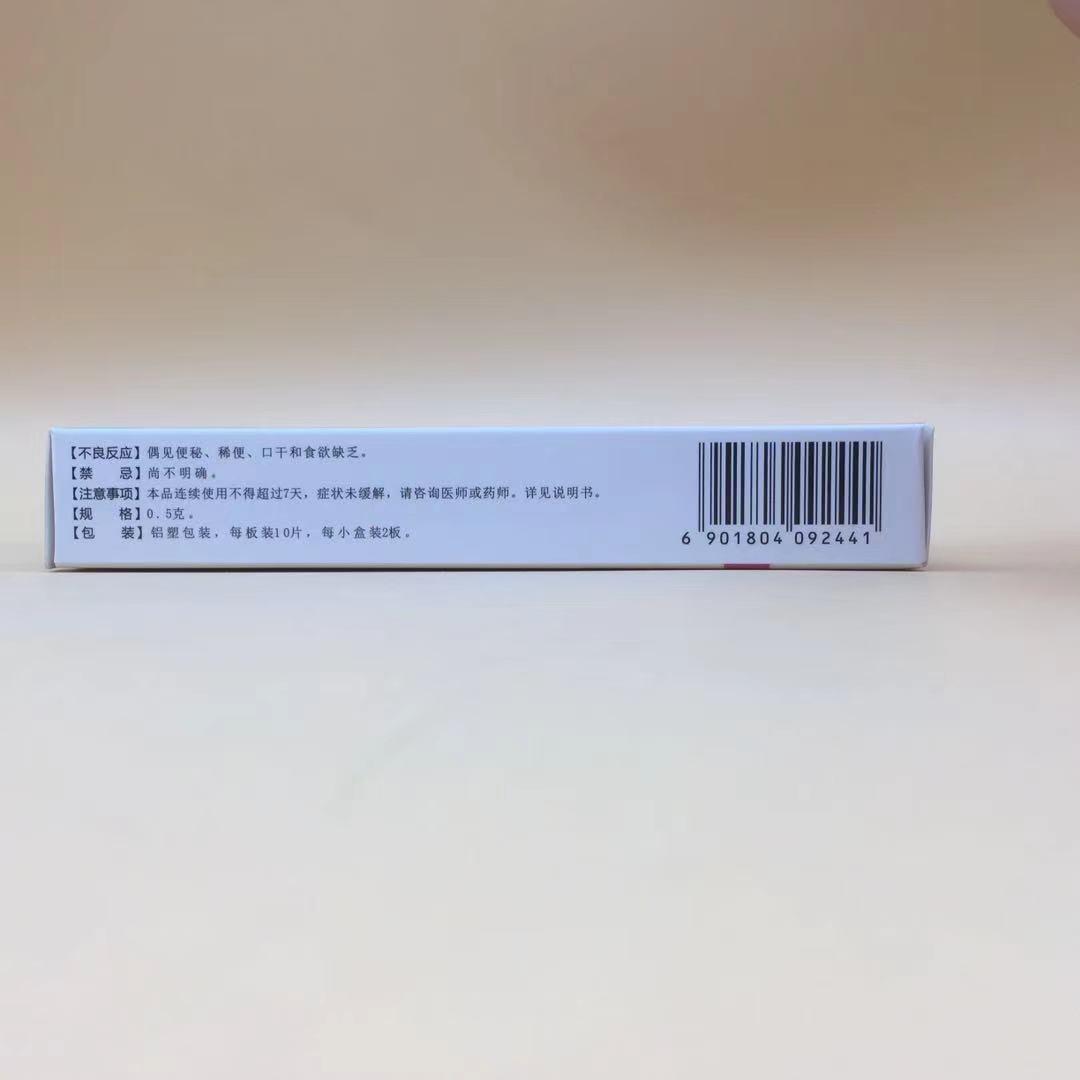 【不良反应】偶见便秘、稀便、口干和食欲缺乏。
【禁　　忌】尚不明确。
【注意事项】本品连续使用不得超过7天，症状未缓解，请咨询医师或药师。详见说明书。
【规　　格】0.5克。
【包　　装】铝塑包装，每板装10片，每小盒装2板。
6 901804 092441